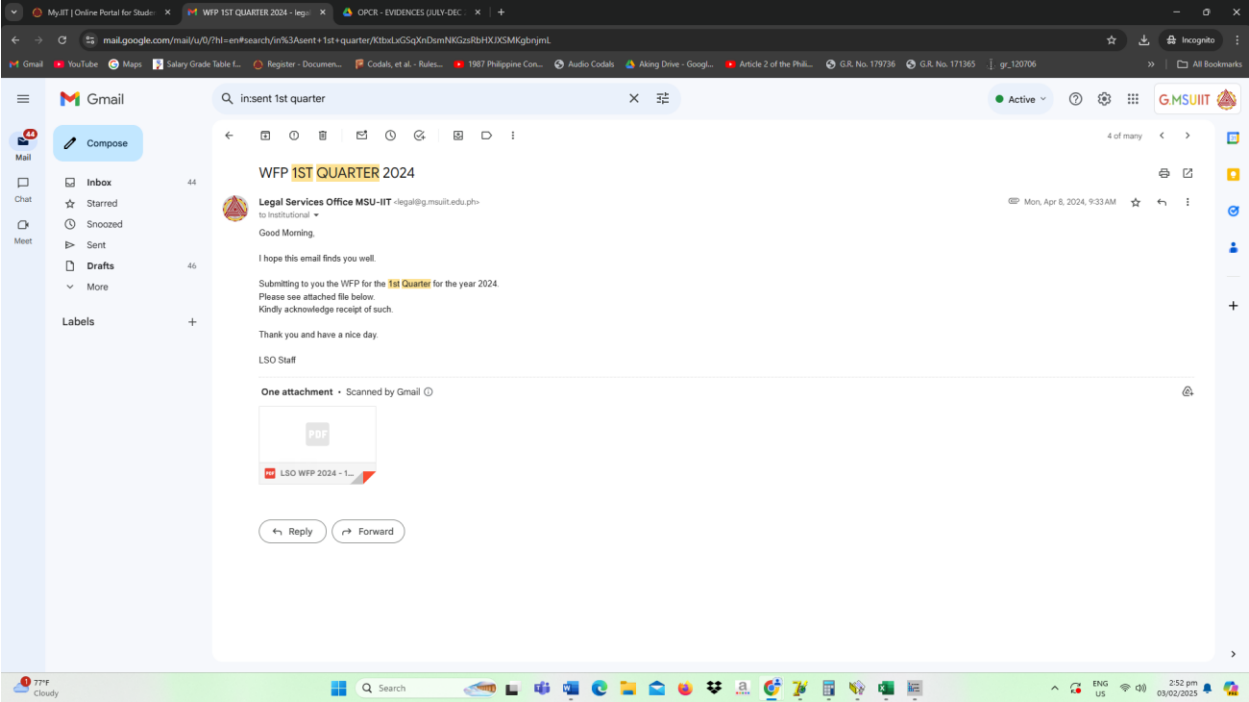 My.IIT | Online Portal for Studen
WFP 1ST QUARTER 2024 - legal
OPCR - EVIDENCES (JULY-DEC
mail.google.com/mail/u/0/?hl=en#search/in%3Asent+1st+quarter/KtbxLxGSqXnDsmNKGzsRbHXJXSMKgbnjmL
Incognito
Gmail YouTube Maps Salary Grade Table f... Register - Documen... Codals, et al. - Rules... 1987 Philippine Con... Audio Codals Aking Drive - Googl... Article 2 of the Phili... G.R. No. 179736 G.R. No. 171365 gr_120706 » All Bookmarks
Gmail
in:sent 1st quarter
Active
G.MSUIIT
44
Mail
Chat
Meet
Compose
Inbox 44
Starred
Snoozed
Sent
Drafts 46
More
Labels +
4 of many
WFP 1ST QUARTER 2024
Legal Services Office MSU-IIT <legal@g.msuiit.edu.ph>
Mon, Apr 8, 2024, 9:33 AM
to Institutional
Good Morning,
I hope this email finds you well.
Submitting to you the WFP for the 1st Quarter for the year 2024.
Please see attached file below.
Kindly acknowledge receipt of such.
Thank you and have a nice day.
LSO Staff
One attachment • Scanned by Gmail
PDF
PDF LSO WFP 2024 - 1...
Reply
Forward
1
77°F
Cloudy
Search
ENG
US
2:52 pm
03/02/2025